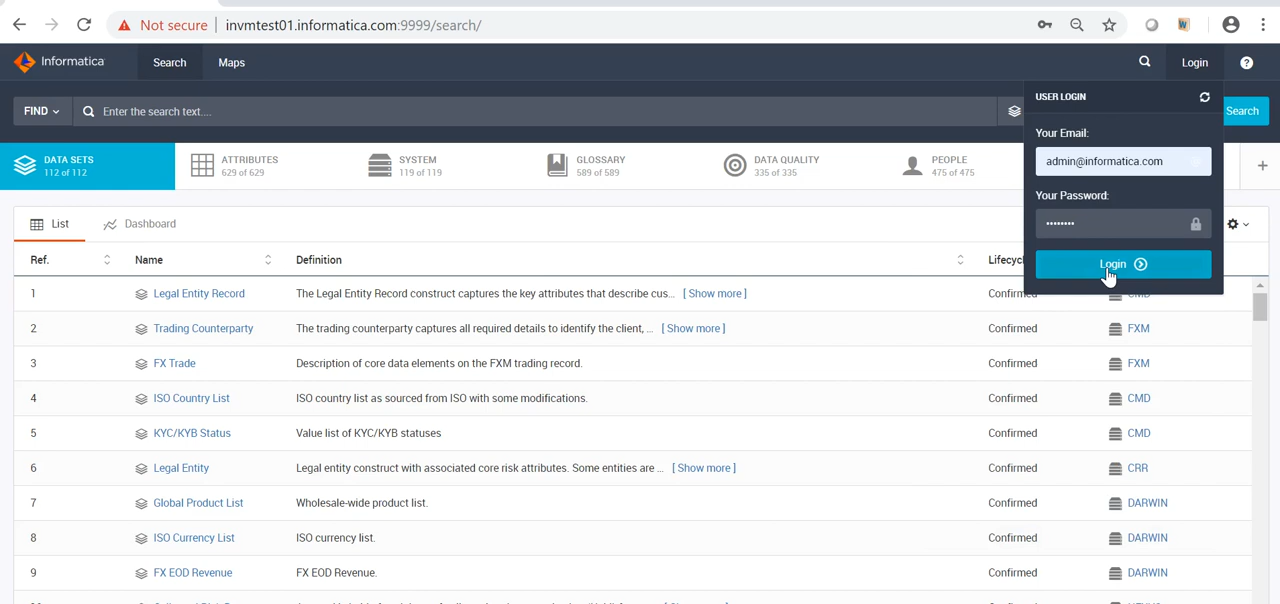 Not secure | invmtest01.informatica.com:9999/search/
Informatica Search Maps Login
FIND Enter the search text.... Search
USER LOGIN
Your Email:
admin@informatica.com
Your Password:
••••••••
Login
DATA SETS
112 of 112
ATTRIBUTES
629 of 629
SYSTEM
119 of 119
GLOSSARY
589 of 589
DATA QUALITY
335 of 335
PEOPLE
475 of 475
List Dashboard
Ref. Name Definition Lifecycl
1 Legal Entity Record The Legal Entity Record construct captures the key attributes that describe cus... [ Show more ] Confirmed CMD
2 Trading Counterparty The trading counterparty captures all required details to identify the client, ... [ Show more ] Confirmed FXM
3 FX Trade Description of core data elements on the FXM trading record. Confirmed FXM
4 ISO Country List ISO country list as sourced from ISO with some modifications. Confirmed CMD
5 KYC/KYB Status Value list of KYC/KYB statuses Confirmed CMD
6 Legal Entity Legal entity construct with associated core risk attributes. Some entities are ... [ Show more ] Confirmed CRR
7 Global Product List Wholesale-wide product list. Confirmed DARWIN
8 ISO Currency List ISO currency list. Confirmed DARWIN
9 FX EOD Revenue FX EOD Revenue. Confirmed DARWIN